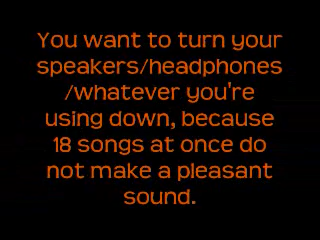 You want to turn your
speakers/headphones
/whatever you're
using down, because
18 songs at once do
not make a pleasant
sound.